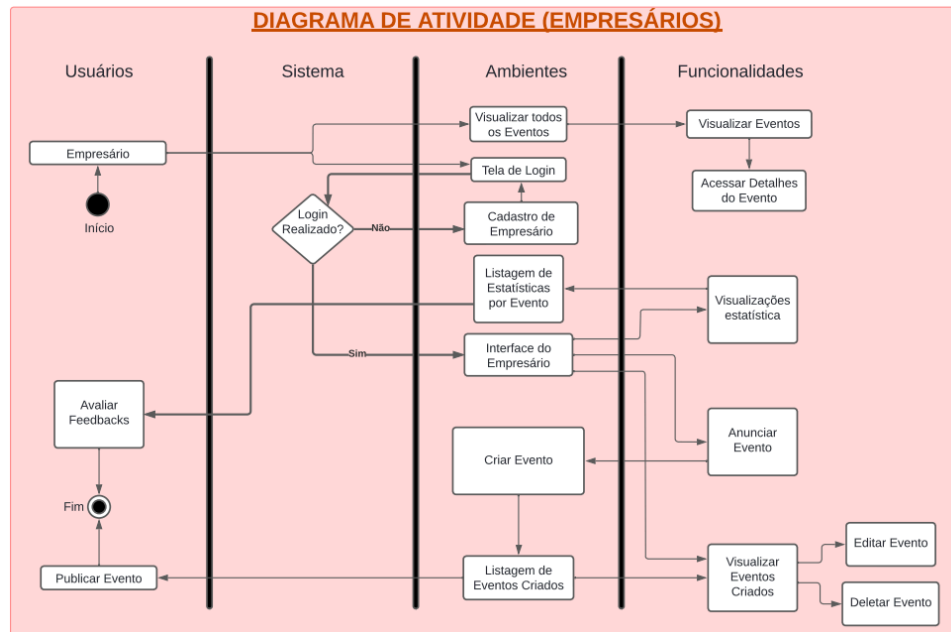 DIAGRAMA DE ATIVIDADE (EMPRESÁRIOS)
Usuários
Sistema
Ambientes
Funcionalidades
Visualizar todos
os Eventos
Visualizar Eventos
Empresário
Tela de Login
Acessar Detalhes
do Evento
Início
Login
Realizado?
Não
Cadastro de
Empresário
Listagem de
Estatísticas
por Evento
Visualizações
estatística
Sim
Interface do
Empresário
Avaliar
Feedbacks
Anunciar
Evento
Criar Evento
Fim
Editar Evento
Publicar Evento
Listagem de
Eventos Criados
Visualizar
Eventos
Criados
Deletar Evento